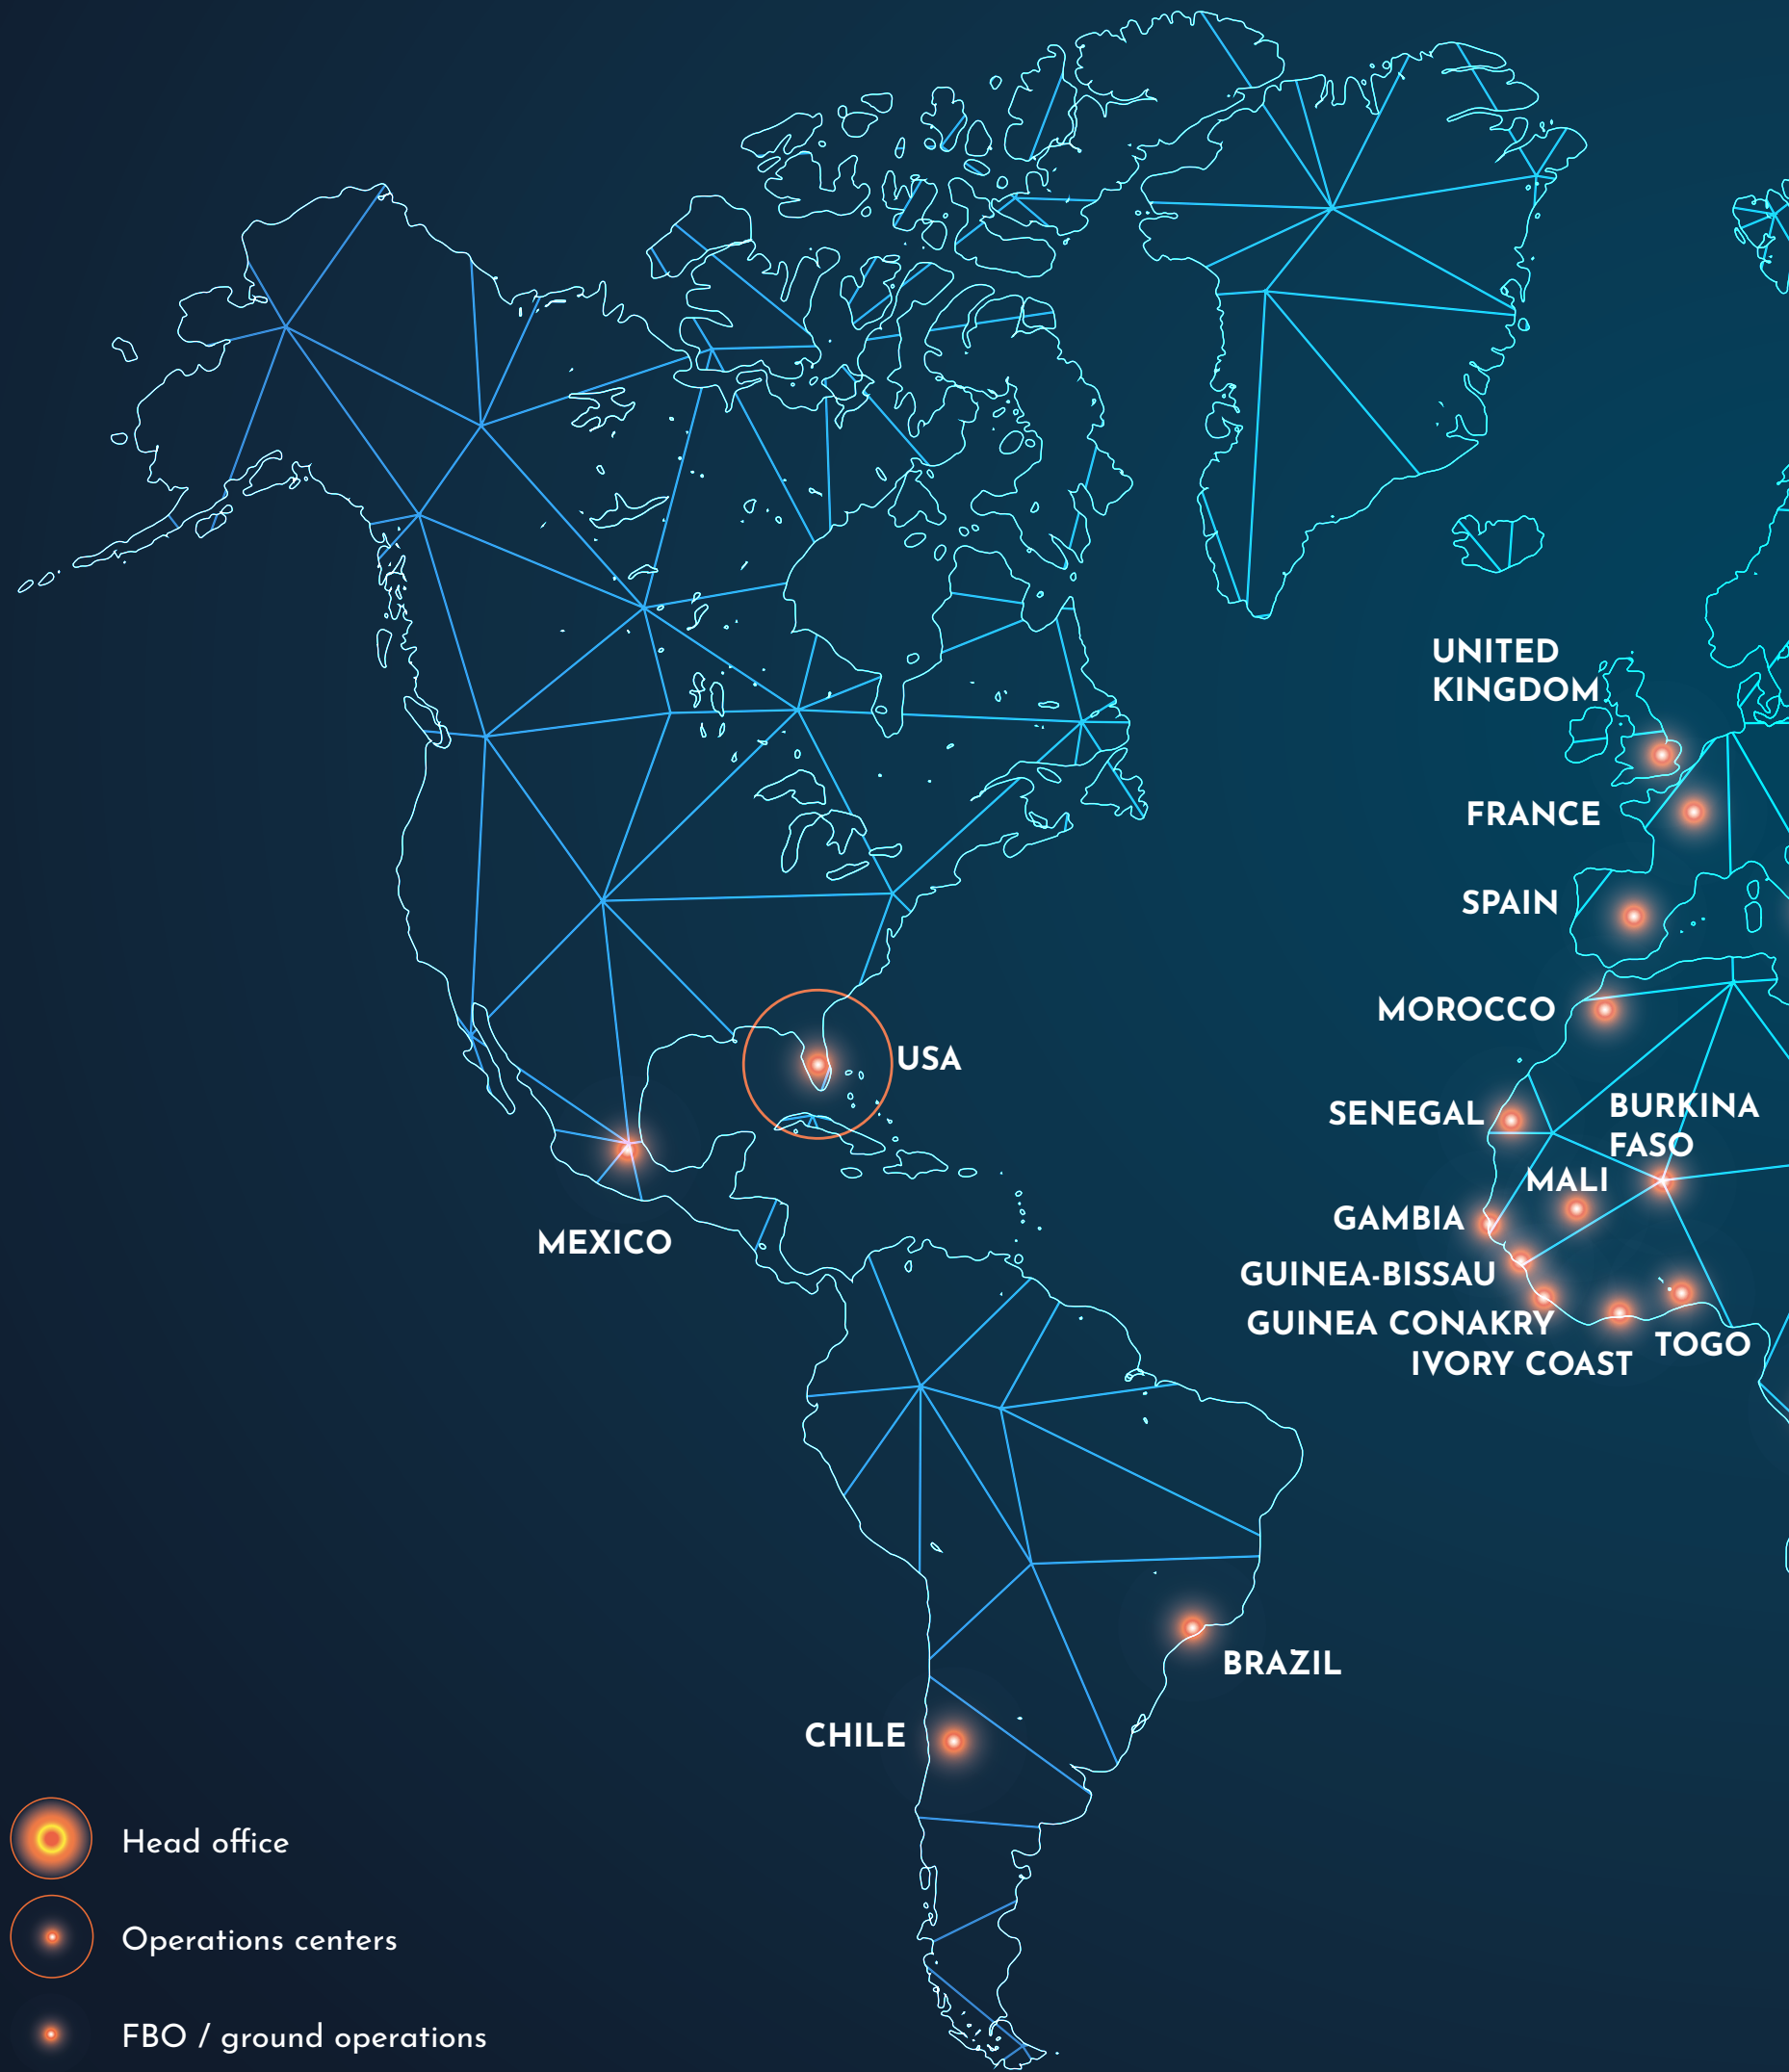 UNITED
KINGDOM
FRANCE
SPAIN
MOROCCO
USA
SENEGAL
BURKINA
FASO
MALI
GAMBIA
MEXICO
GUINEA-BISSAU
GUINEA CONAKRY
TOGO
IVORY COAST
BRAZIL
CHILE
Head office
Operations centers
FBO / ground operations